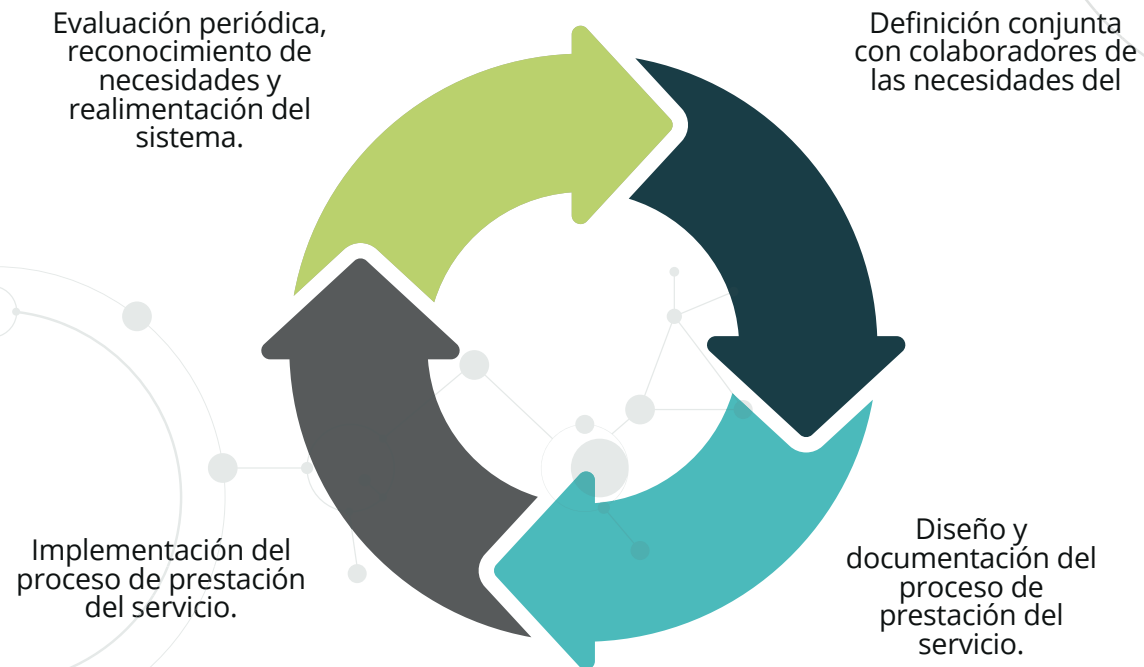 Evaluación periódica,
reconocimiento de
necesidades y
realimentación del
sistema.
Definición conjunta
con colaboradores de
las necesidades del
Implementación del
proceso de prestación
del servicio.
Diseño y
documentación del
proceso de
prestación del
servicio.